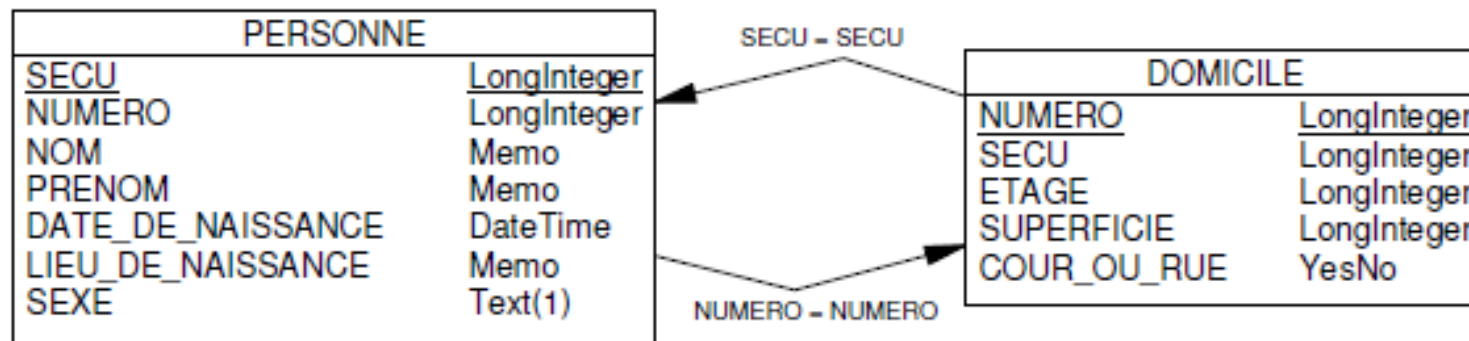 PERSONNE
SECU LongInteger
NUMERO LongInteger
NOM Memo
PRENOM Memo
DATE_DE_NAISSANCE DateTime
LIEU_DE_NAISSANCE Memo
SEXE Text(1)
SECU = SECU
NUMERO = NUMERO
DOMICILE
NUMERO LongInteger
SECU LongInteger
ETAGE LongInteger
SUPERFICIE LongInteger
COUR_OU_RUE YesNo